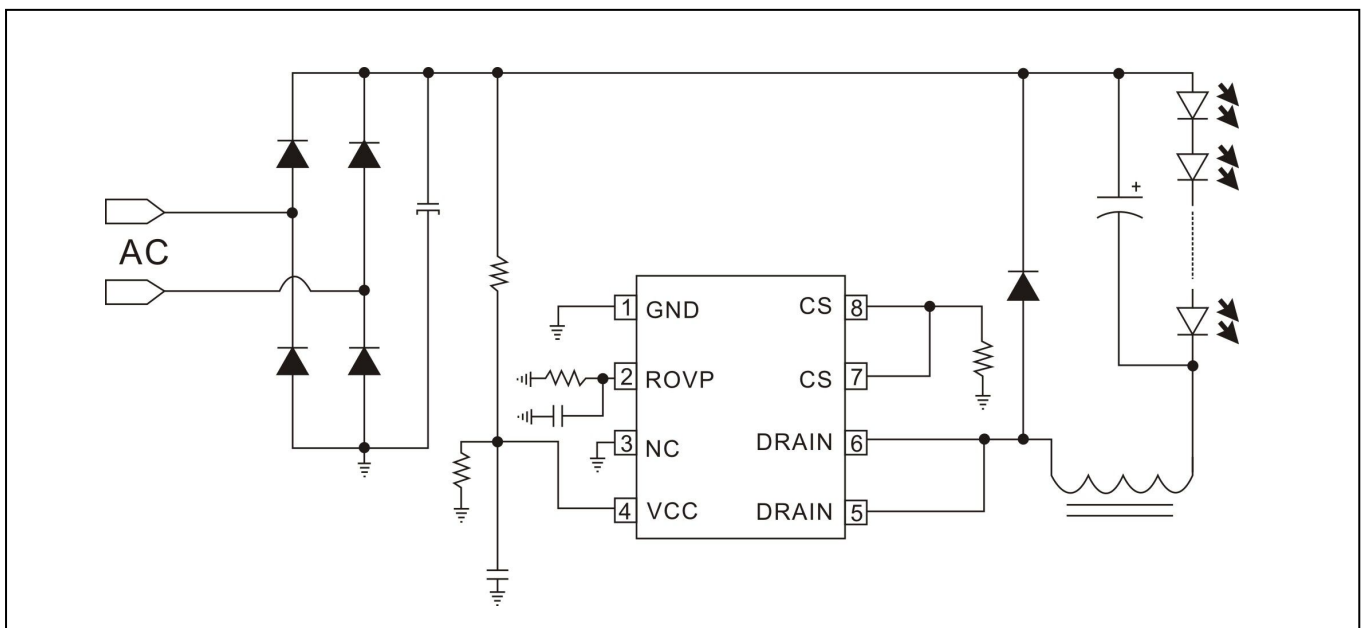 AC
+
1 GND CS 8
2 ROVP CS 7
3 NC DRAIN 6
4 VCC DRAIN 5